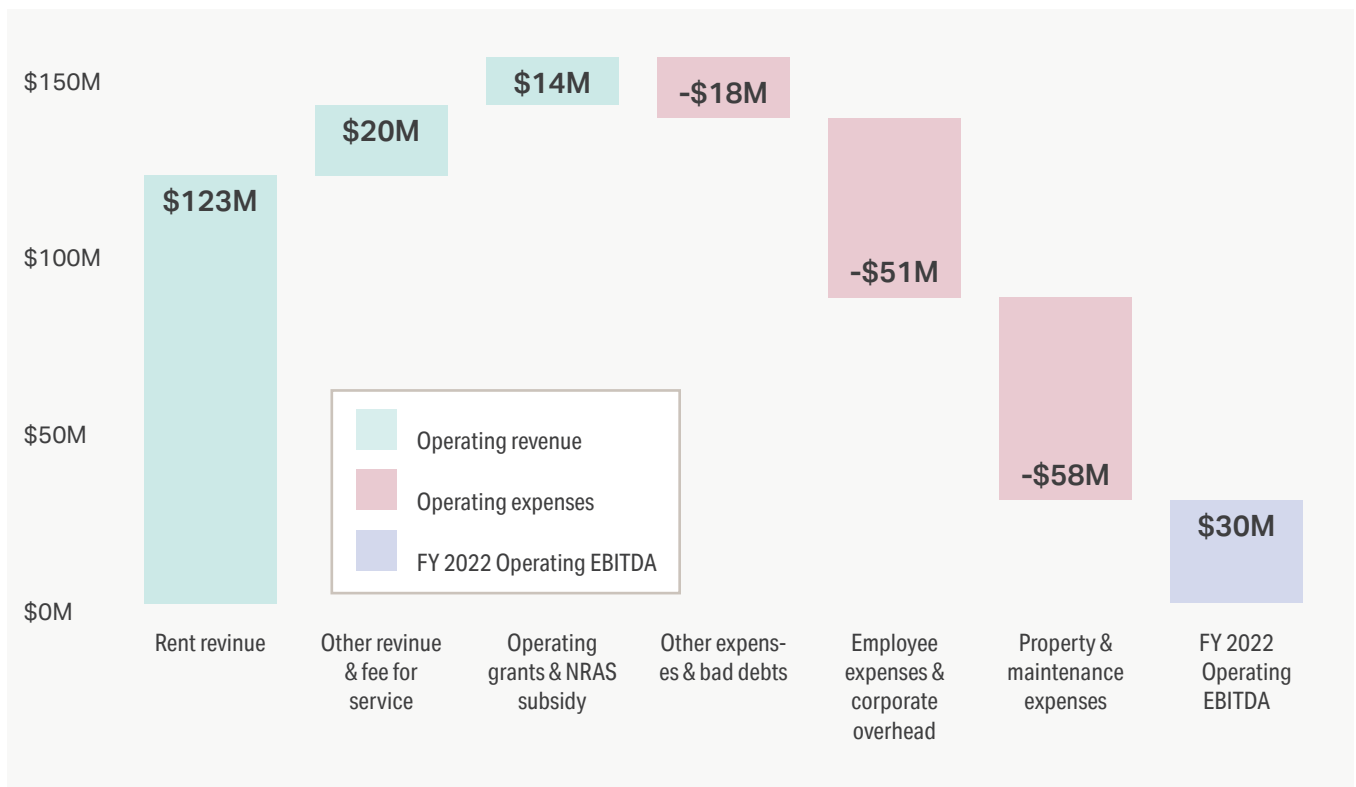 $150M
$100M
$50M
$0M
$123M
$20M
$14M
-$18M
-$51M
-$58M
$30M
Operating revenue
Operating expenses
FY 2022 Operating EBITDA
Rent revinue
Other revinue
& fee for
service
Operating
grants & NRAS
subsidy
Other expens-
es & bad debts
Employee
expenses &
corporate
overhead
Property &
maintenance
expenses
FY 2022
Operating
EBITDA